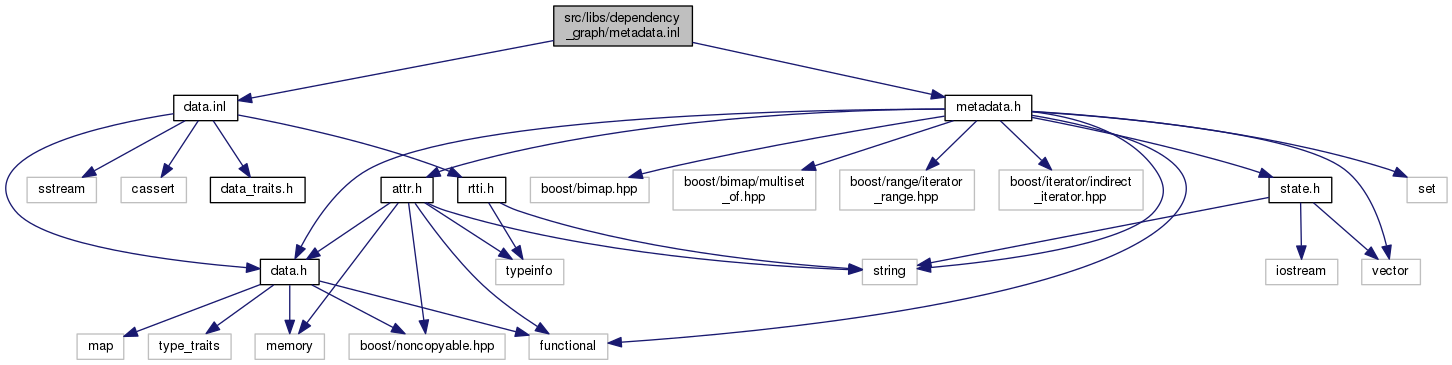 src/libs/dependency
_graph/metadata.inl
data.inl
metadata.h
sstream
cassert
data_traits.h
attr.h
rtti.h
boost/bimap.hpp
boost/bimap/multiset
_of.hpp
boost/range/iterator
_range.hpp
boost/iterator/indirect
_iterator.hpp
state.h
set
data.h
typeinfo
string
iostream
vector
map
type_traits
memory
boost/noncopyable.hpp
functional